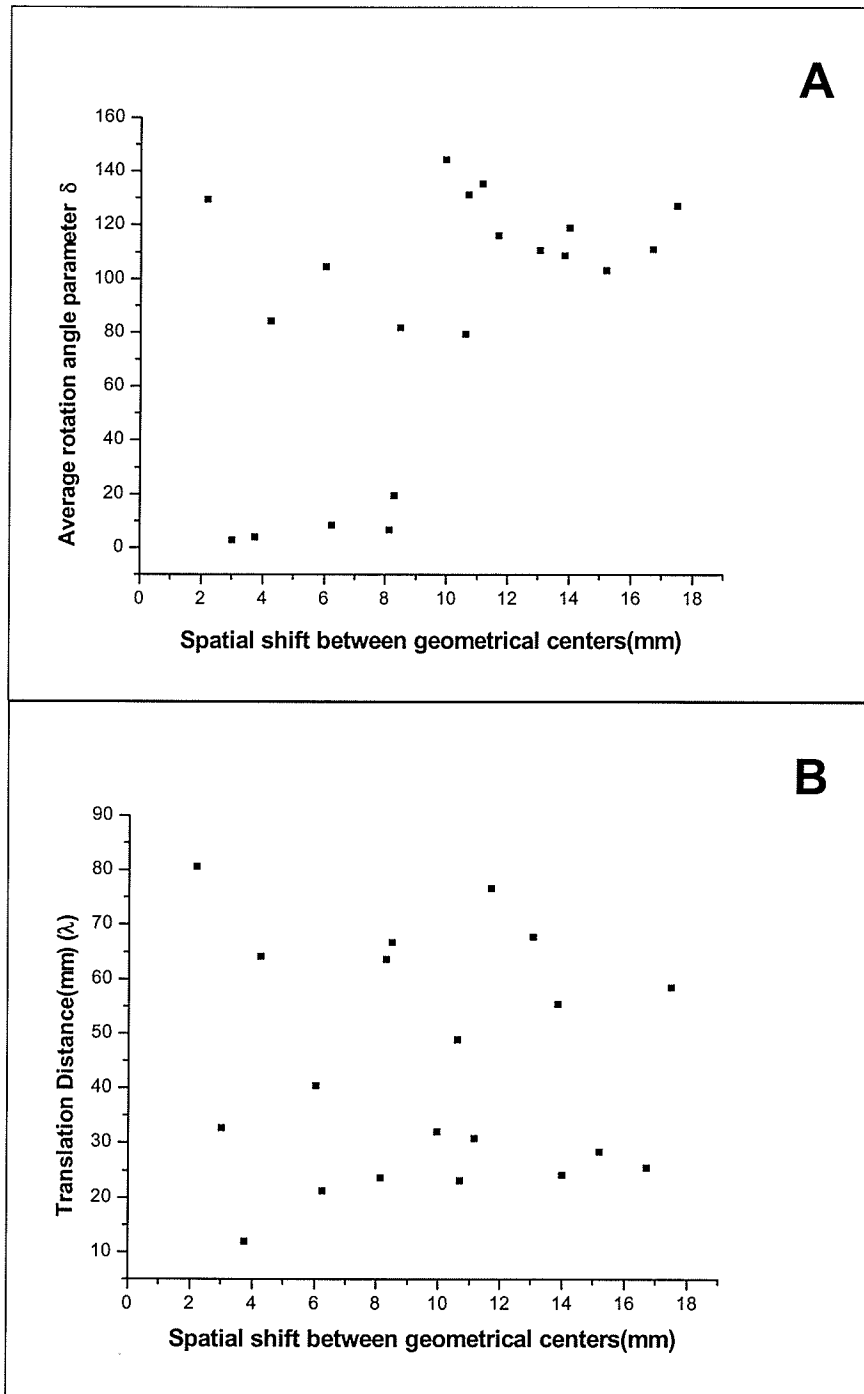 A
160
140
120
100
80
60
40
20
0
Average rotation angle parameter δ
0 2 4 6 8 10 12 14 16 18
Spatial shift between geometrical centers(mm)
B
90
80
70
60
50
40
30
20
10
Translation Distance(mm) (λ)
0 2 4 6 8 10 12 14 16 18
Spatial shift between geometrical centers(mm)